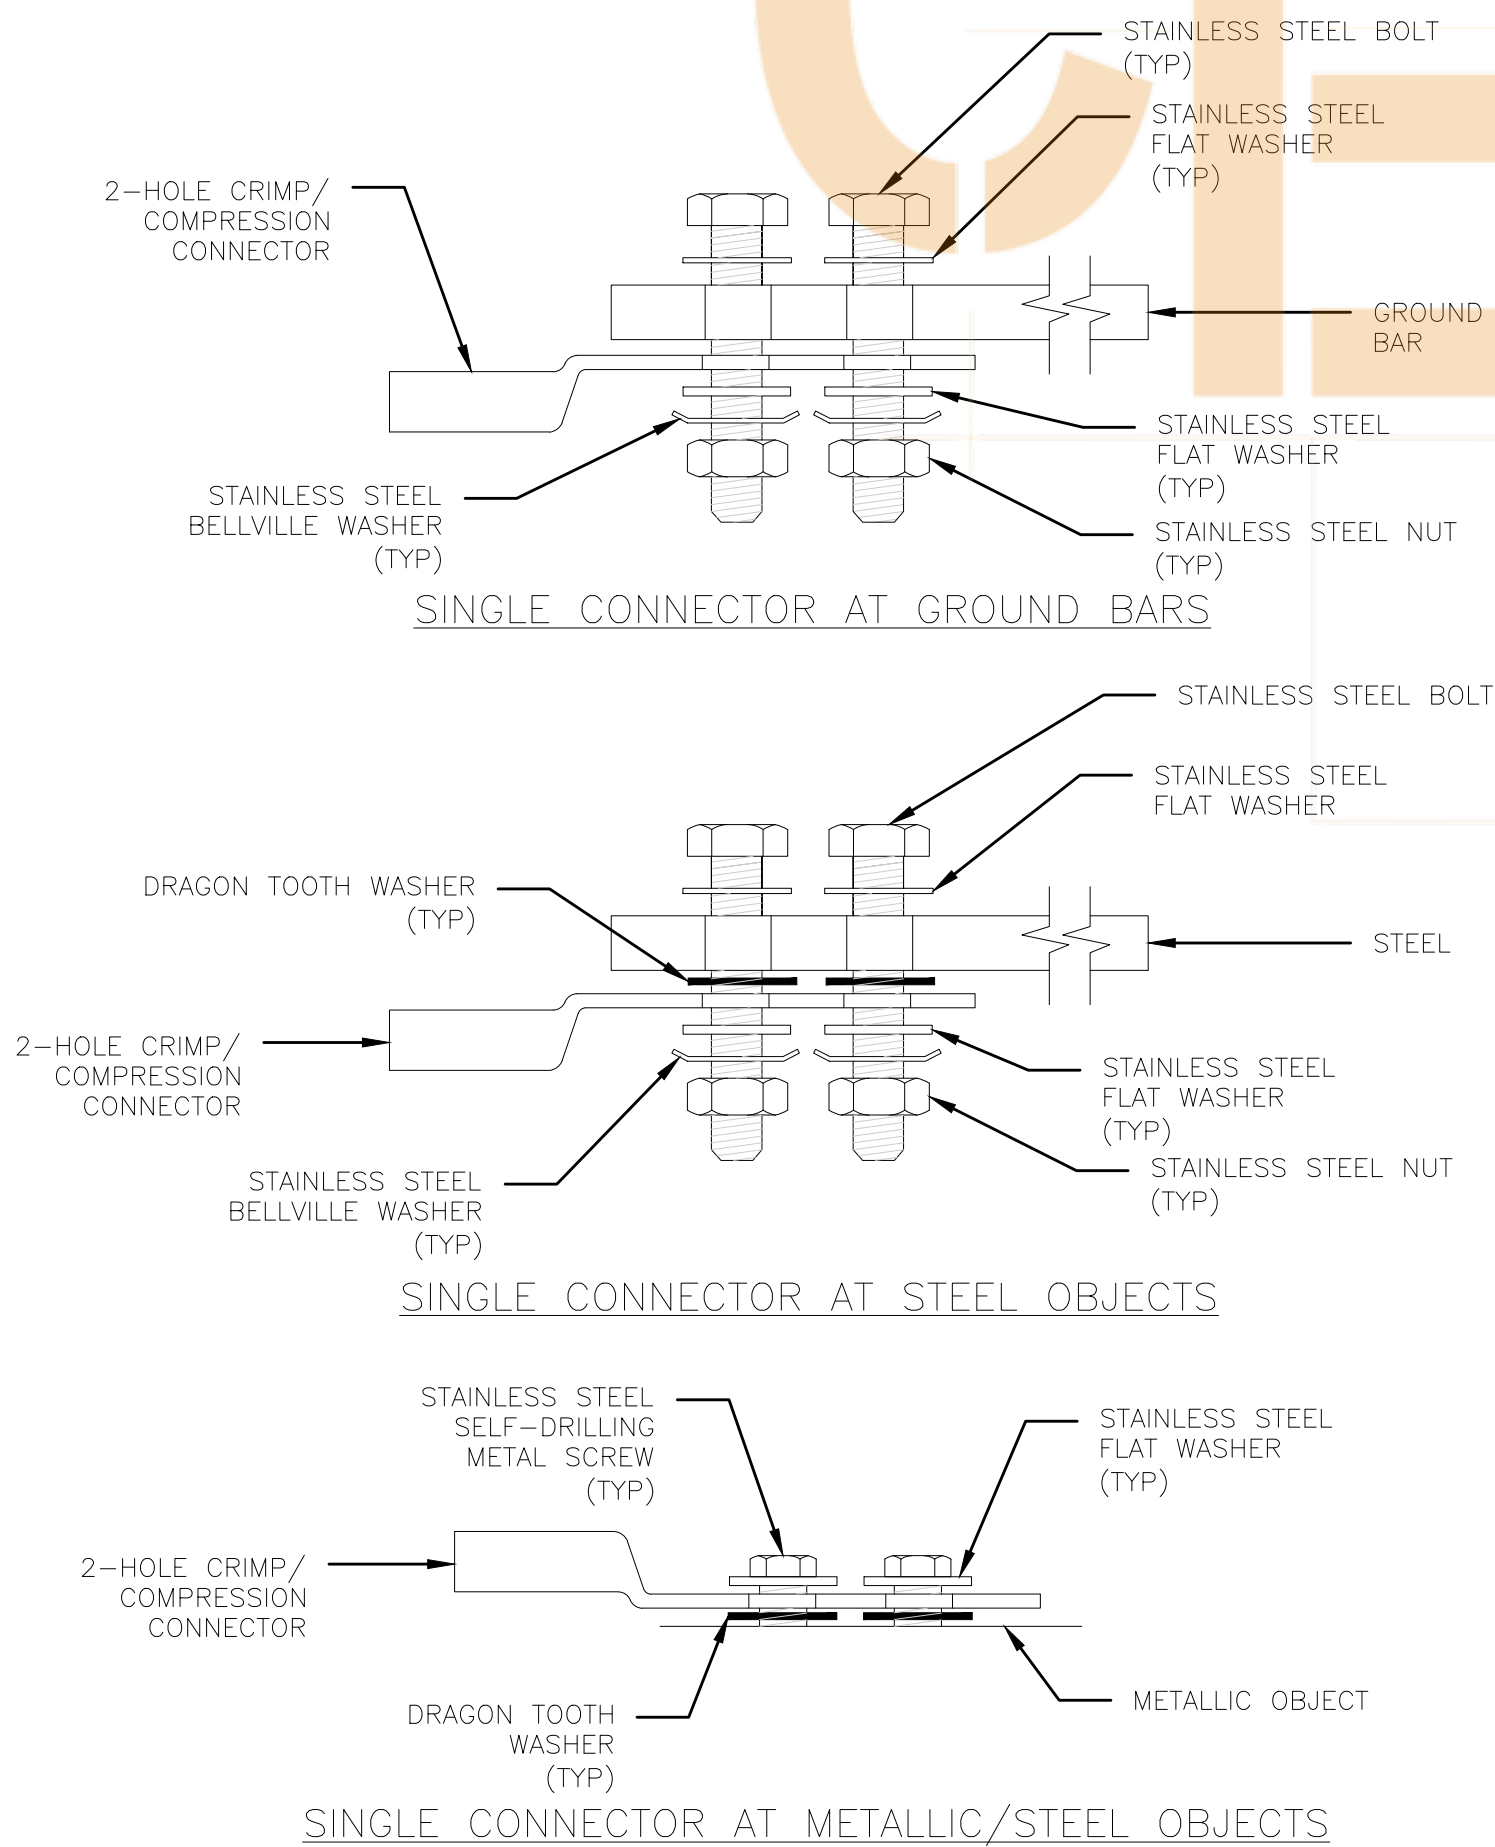 STAINLESS STEEL BOLT
(TYP)
STAINLESS STEEL
FLAT WASHER
(TYP)
2-HOLE CRIMP/
COMPRESSION
CONNECTOR
GROUND
BAR
STAINLESS STEEL
FLAT WASHER
(TYP)
STAINLESS STEEL
BELLVILLE WASHER
(TYP)
STAINLESS STEEL NUT
(TYP)
SINGLE CONNECTOR AT GROUND BARS
STAINLESS STEEL BOLT
STAINLESS STEEL
FLAT WASHER
DRAGON TOOTH WASHER
(TYP)
STEEL
2-HOLE CRIMP/
COMPRESSION
CONNECTOR
STAINLESS STEEL
FLAT WASHER
(TYP)
STAINLESS STEEL NUT
(TYP)
STAINLESS STEEL
BELLVILLE WASHER
(TYP)
SINGLE CONNECTOR AT STEEL OBJECTS
STAINLESS STEEL
SELF-DRILLING
METAL SCREW
(TYP)
STAINLESS STEEL
FLAT WASHER
(TYP)
2-HOLE CRIMP/
COMPRESSION
CONNECTOR
METALLIC OBJECT
DRAGON TOOTH
WASHER
(TYP)
SINGLE CONNECTOR AT METALLIC/STEEL OBJECTS